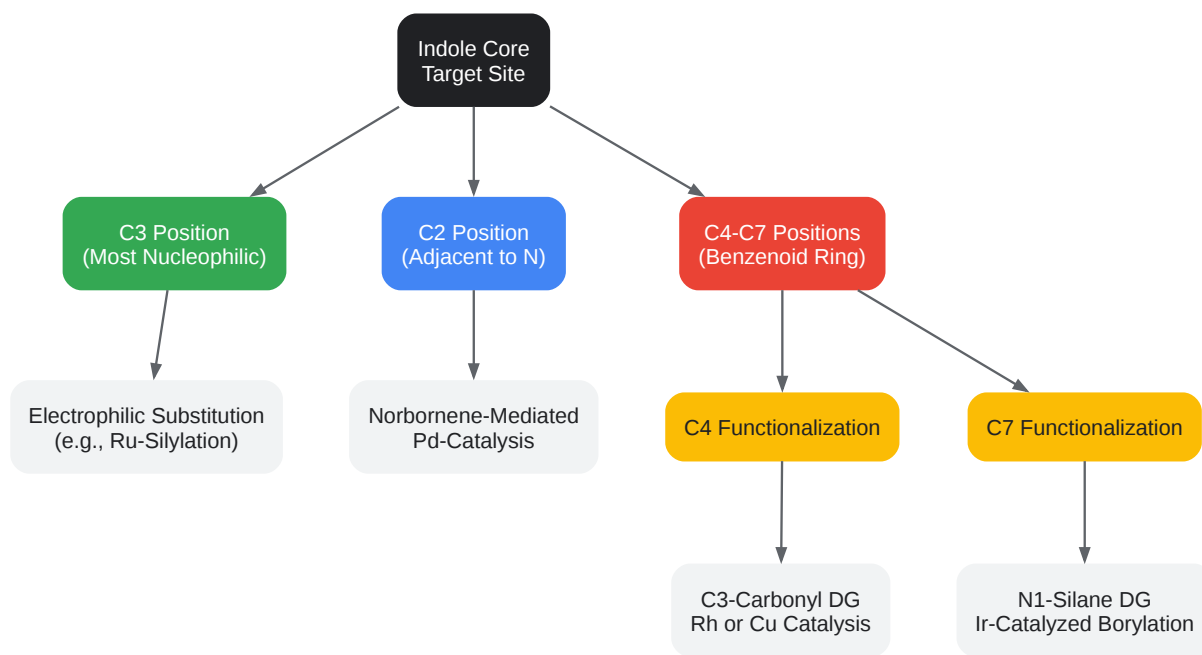 Indole Core
Target Site
C3 Position
(Most Nucleophilic)
C2 Position
(Adjacent to N)
C4-C7 Positions
(Benzenoid Ring)
Electrophilic Substitution
(e.g., Ru-Silylation)
Norbornene-Mediated
Pd-Catalysis
C4 Functionalization
C7 Functionalization
C3-Carbonyl DG
Rh or Cu Catalysis
N1-Silane DG
Ir-Catalyzed Borylation